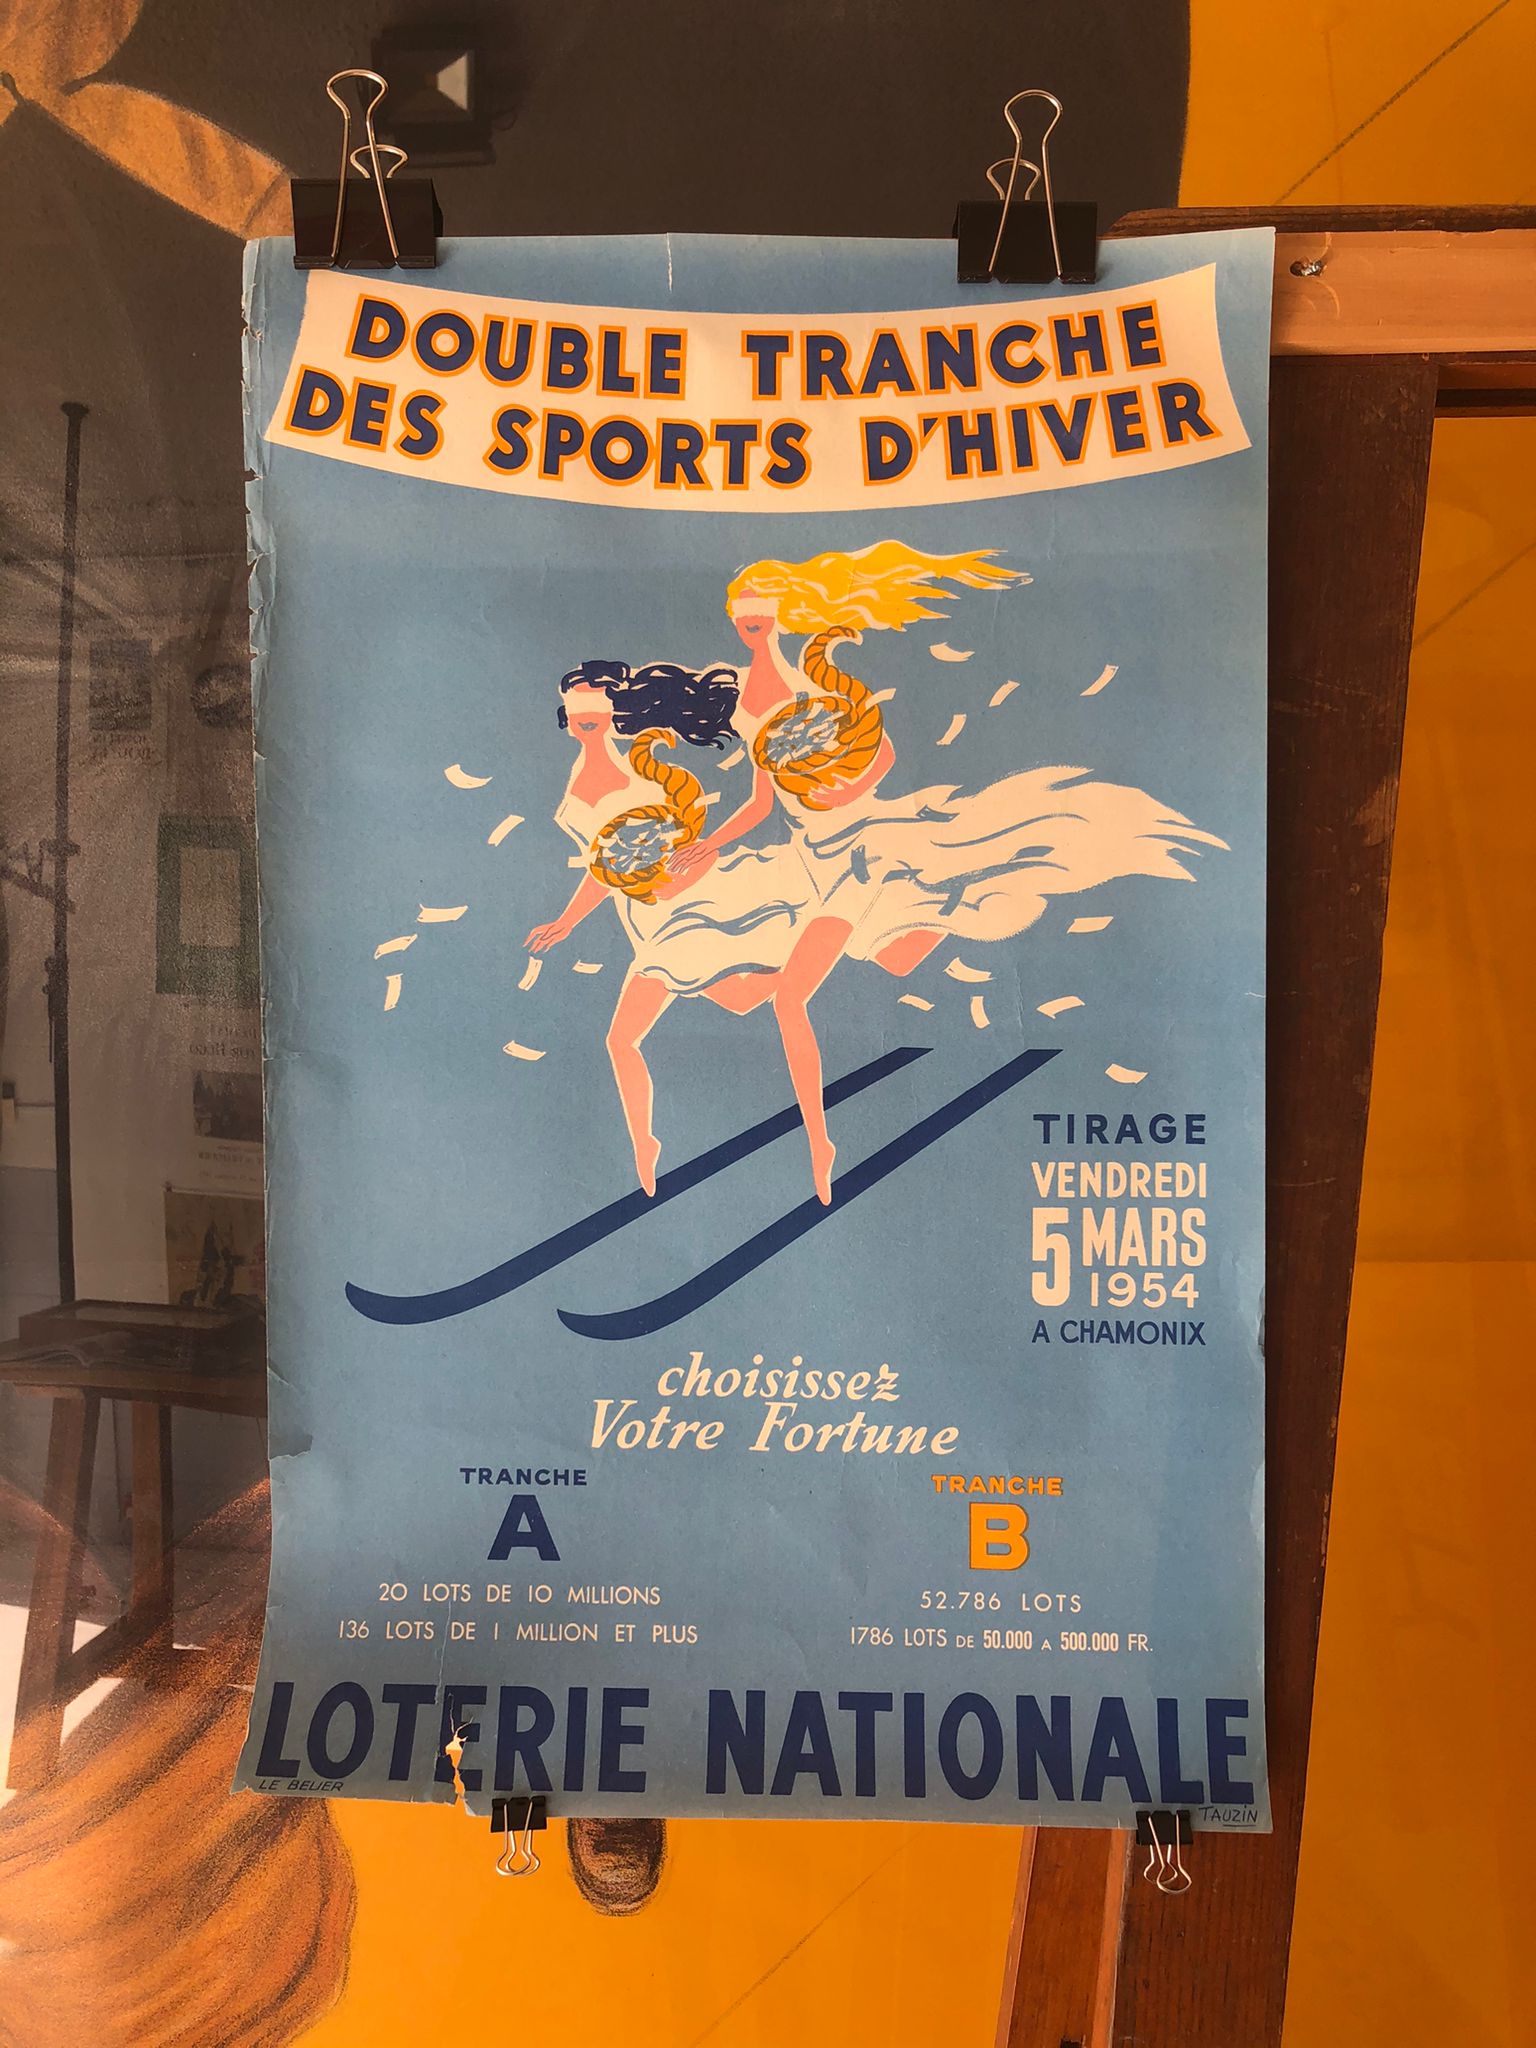 DOUBLE TRANCHE
DES SPORTS D'HIVER
TIRAGE
VENDREDI
5 MARS
1954
A CHAMONIX
choisissez
Votre Fortune
TRANCHE
A
20 LOTS DE 10 MILLIONS
136 LOTS DE 1 MILLION ET PLUS
TRANCHE
B
52.786 LOTS
1786 LOTS DE 50.000 A 500.000 FR.
LOTERIE NATIONALE
LE BELIER
TAUZIN